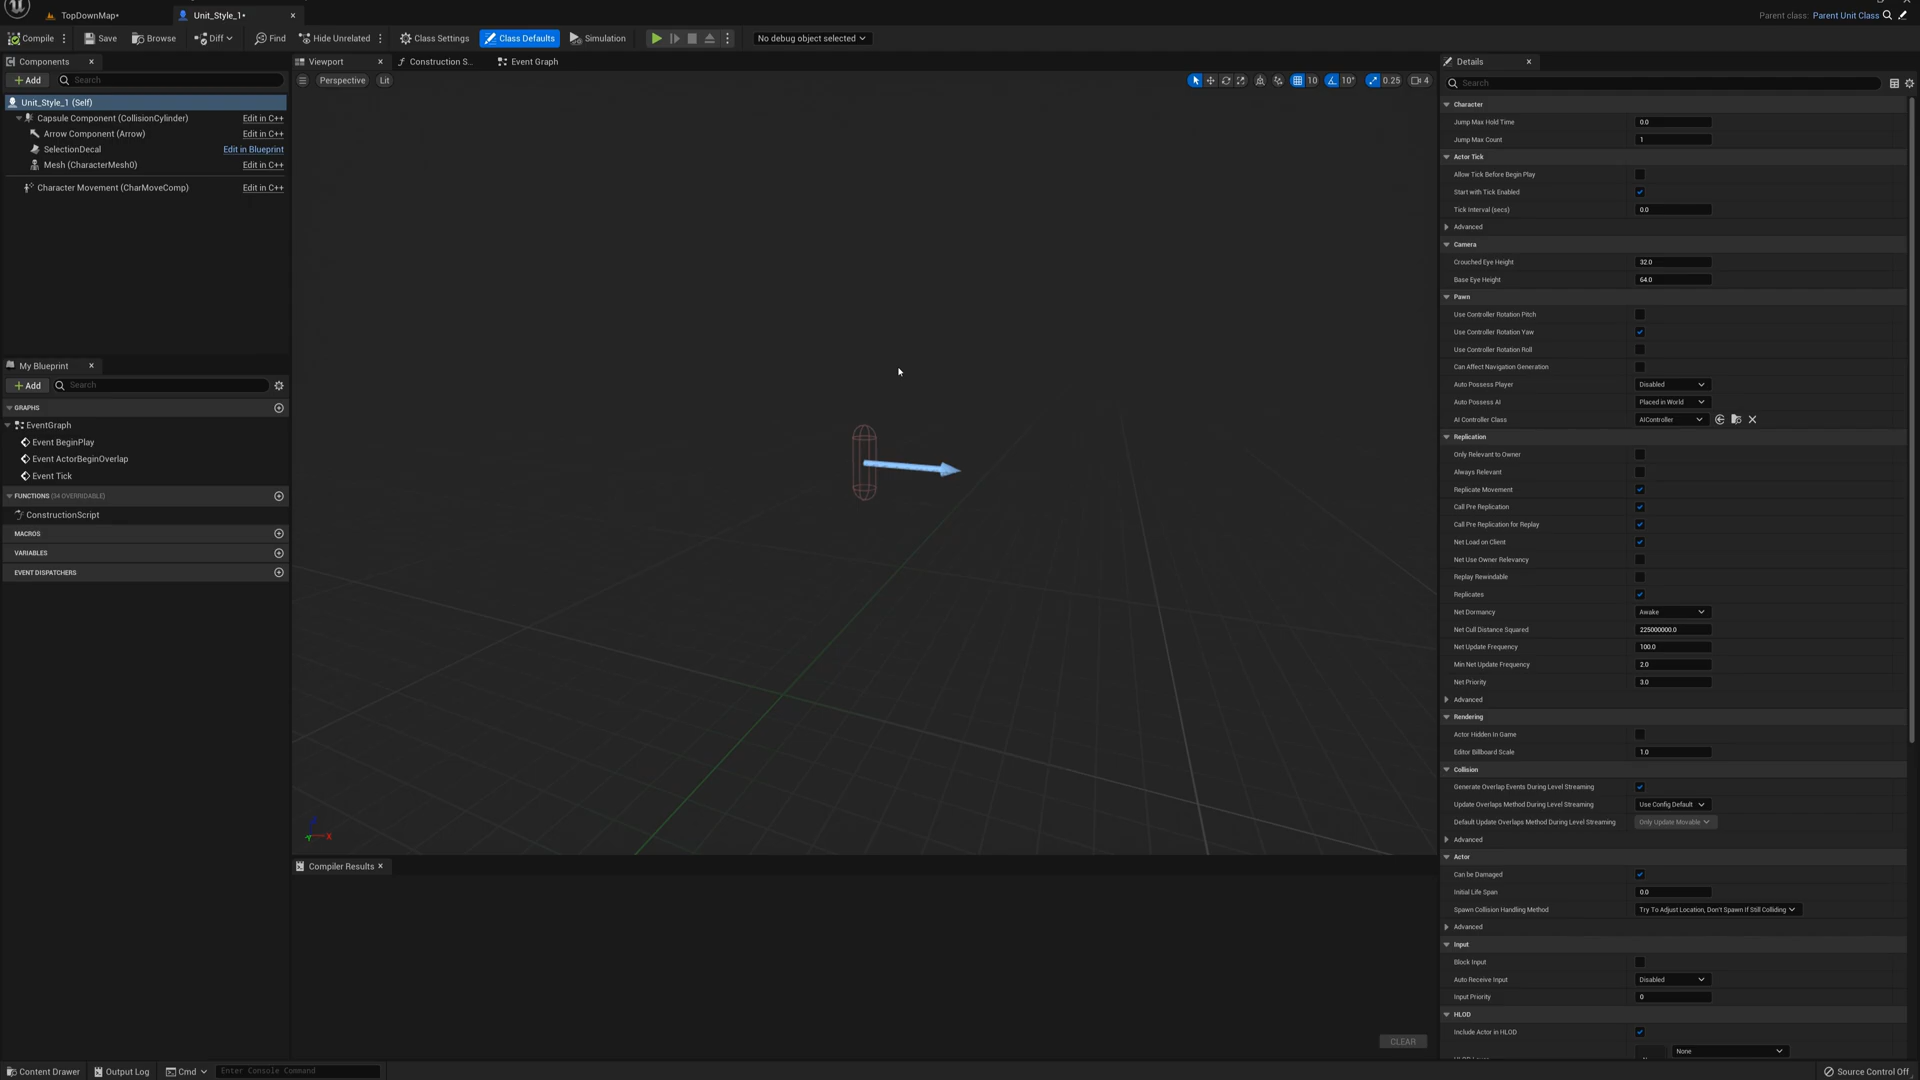 TopDownMap•
Unit_Style_1•
Parent class: Parent Unit Class
Compile
Save
Browse
Diff
Find
Hide Unrelated
Class Settings
Class Defaults
Simulation
No debug object selected
Components
Add
Search
Unit_Style_1 (Self)
Capsule Component (CollisionCylinder) Edit in C++
Arrow Component (Arrow) Edit in C++
SelectionDecal Edit in Blueprint
Mesh (CharacterMesh0) Edit in C++
Character Movement (CharMoveComp) Edit in C++
My Blueprint
Add
Search
GRAPHS
EventGraph
Event BeginPlay
Event ActorBeginOverlap
Event Tick
FUNCTIONS (34 OVERRIDABLE)
ConstructionScript
MACROS
VARIABLES
EVENT DISPATCHERS
Viewport
Construction S...
Event Graph
Perspective
Lit
10
10°
0.25
4
X
Compiler Results
CLEAR
Details
Search
Character
Jump Max Hold Time 0.0
Jump Max Count 1
Actor Tick
Allow Tick Before Begin Play
Start with Tick Enabled
Tick Interval (secs) 0.0
Advanced
Camera
Crouched Eye Height 32.0
Base Eye Height 64.0
Pawn
Use Controller Rotation Pitch
Use Controller Rotation Yaw
Use Controller Rotation Roll
Can Affect Navigation Generation
Auto Possess Player Disabled
Auto Possess AI Placed in World
AI Controller Class AIController
Replication
Only Relevant to Owner
Always Relevant
Replicate Movement
Call Pre Replication
Call Pre Replication for Replay
Net Load on Client
Net Use Owner Relevancy
Replay Rewindable
Replicates
Net Dormancy Awake
Net Cull Distance Squared 225000000.0
Net Update Frequency 100.0
Min Net Update Frequency 2.0
Net Priority 3.0
Advanced
Rendering
Actor Hidden In Game
Editor Billboard Scale 1.0
Collision
Generate Overlap Events During Level Streaming
Update Overlaps Method During Level Streaming Use Config Default
Default Update Overlaps Method During Level Streaming Only Update Movable
Advanced
Actor
Can be Damaged
Initial Life Span 0.0
Spawn Collision Handling Method Try To Adjust Location, Don't Spawn If Still Colliding
Advanced
Input
Block Input
Auto Receive Input Disabled
Input Priority 0
HLOD
Include Actor in HLOD
None
Content Drawer
Output Log
Cmd
Enter Console Command
Source Control Off